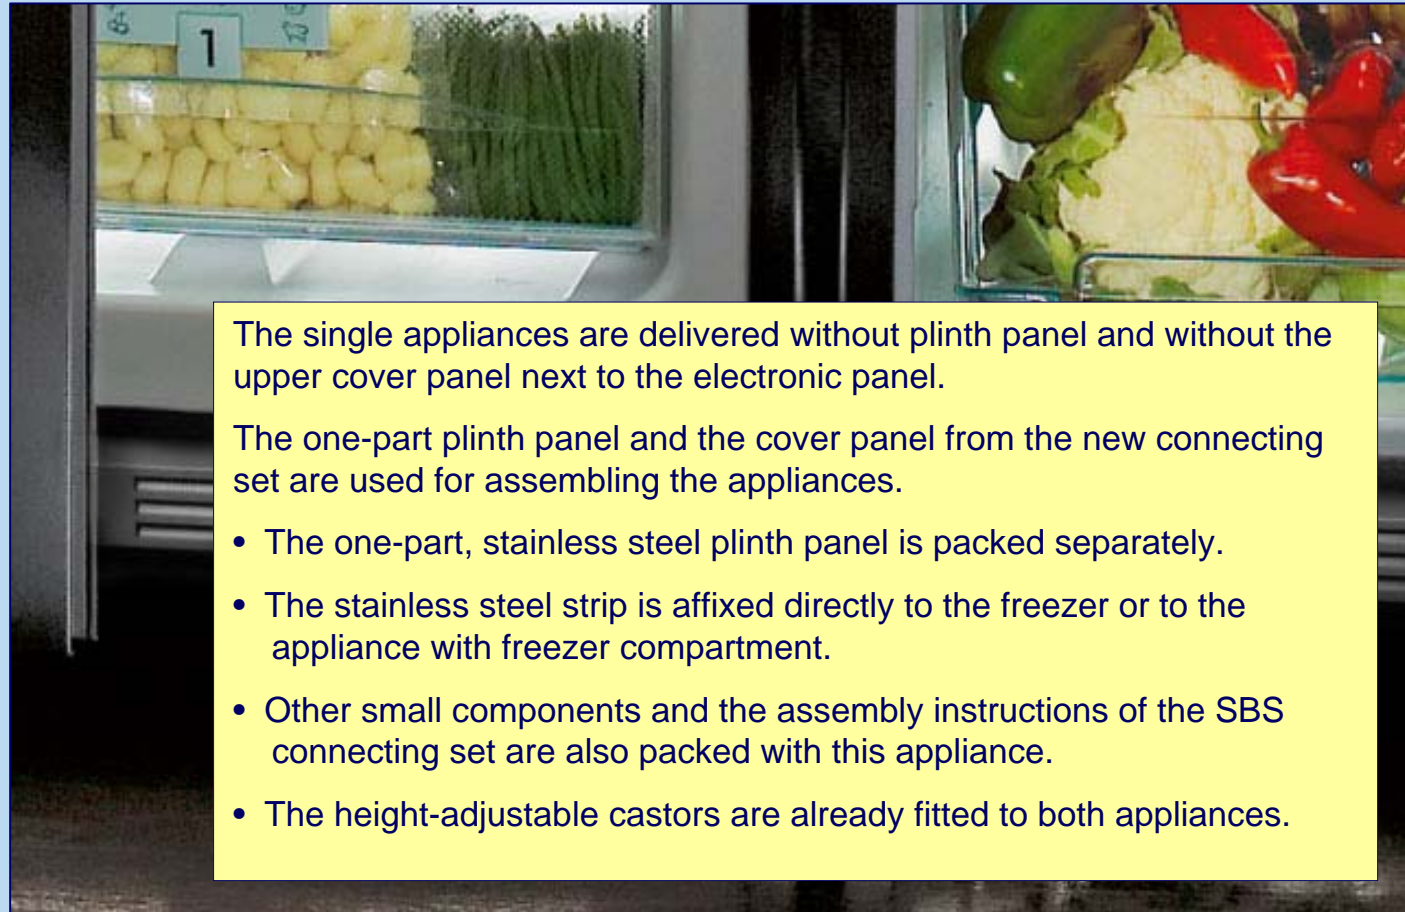 1
The single appliances are delivered without plinth panel and without the
upper cover panel next to the electronic panel.
The one-part plinth panel and the cover panel from the new connecting
set are used for assembling the appliances.
• The one-part, stainless steel plinth panel is packed separately.
• The stainless steel strip is affixed directly to the freezer or to the
appliance with freezer compartment.
• Other small components and the assembly instructions of the SBS
connecting set are also packed with this appliance.
• The height-adjustable castors are already fitted to both appliances.